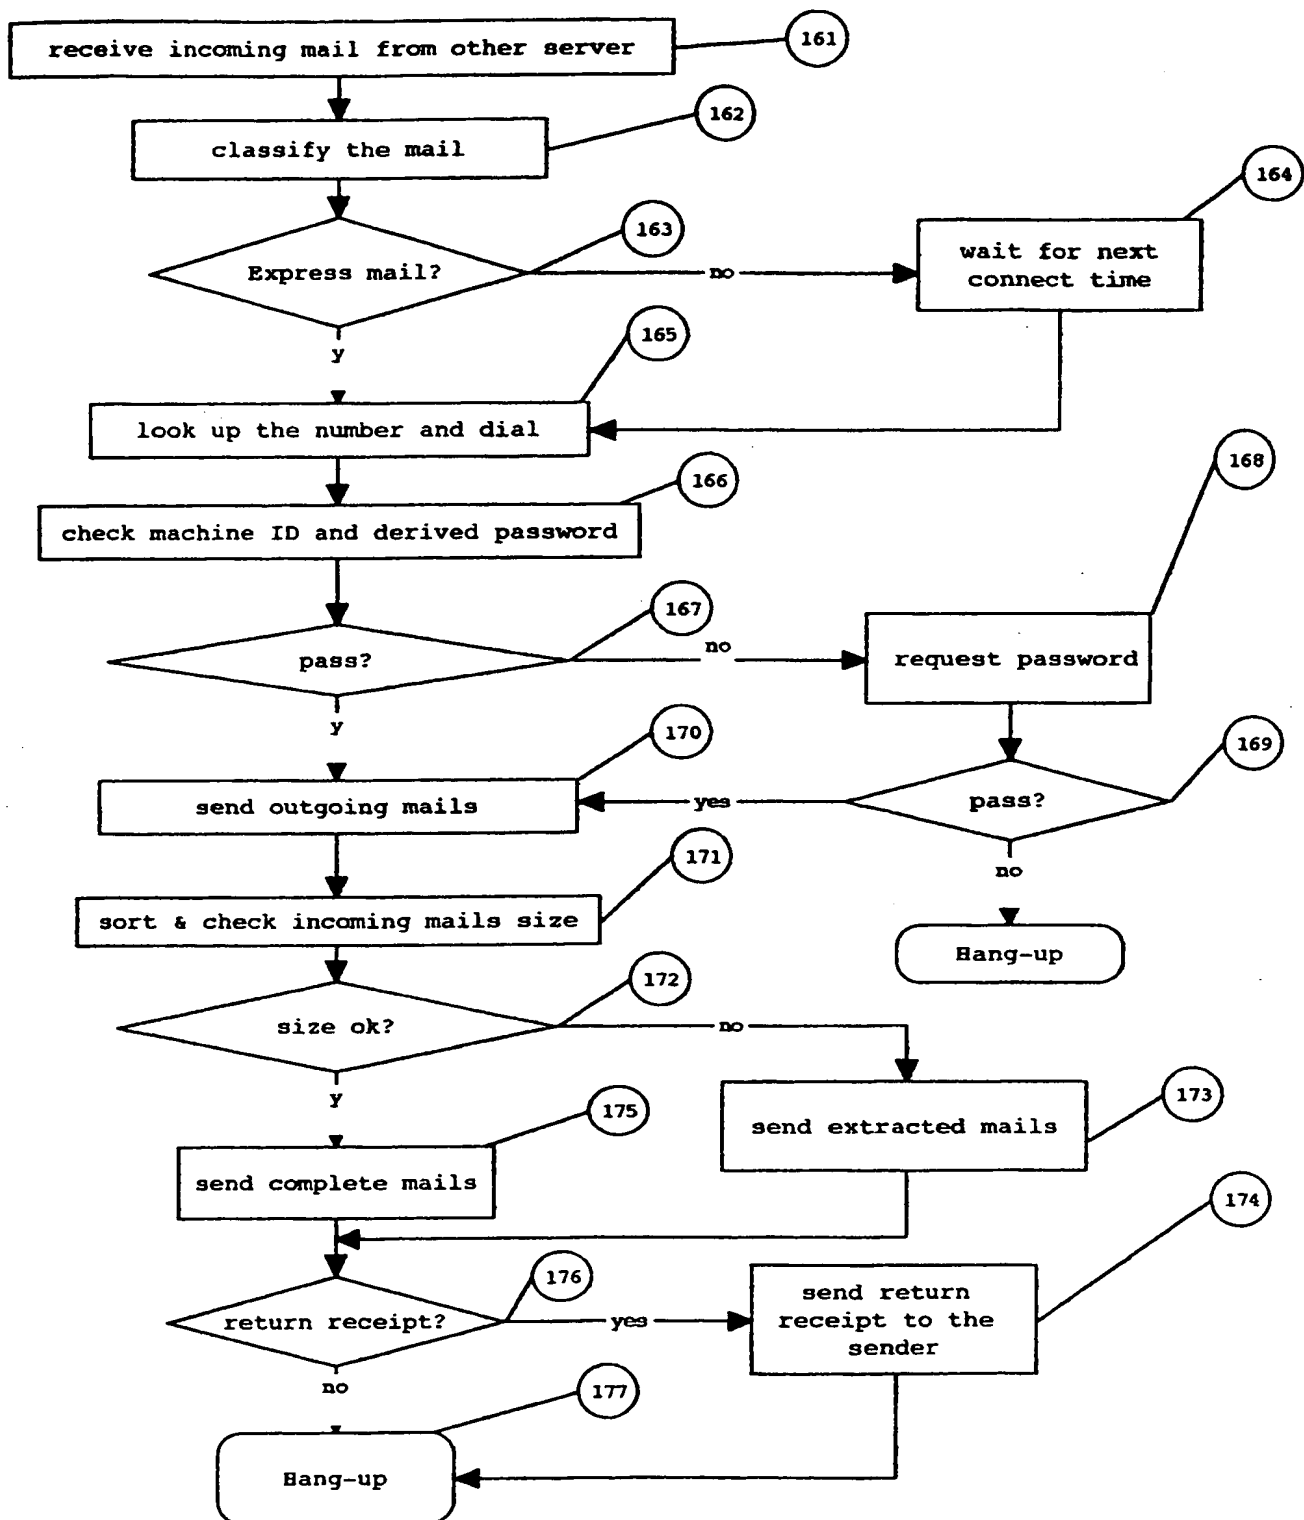 receive incoming mail from other server
161
classify the mail
162
Express mail?
163
no
wait for next
connect time
164
y
look up the number and dial
165
check machine ID and derived password
166
pass?
167
no
request password
168
y
send outgoing mails
170
yes
pass?
169
no
Hang-up
sort & check incoming mails size
171
size ok?
172
no
y
send extracted mails
173
send complete mails
175
return receipt?
176
yes
send return
receipt to the
sender
174
no
Hang-up
177